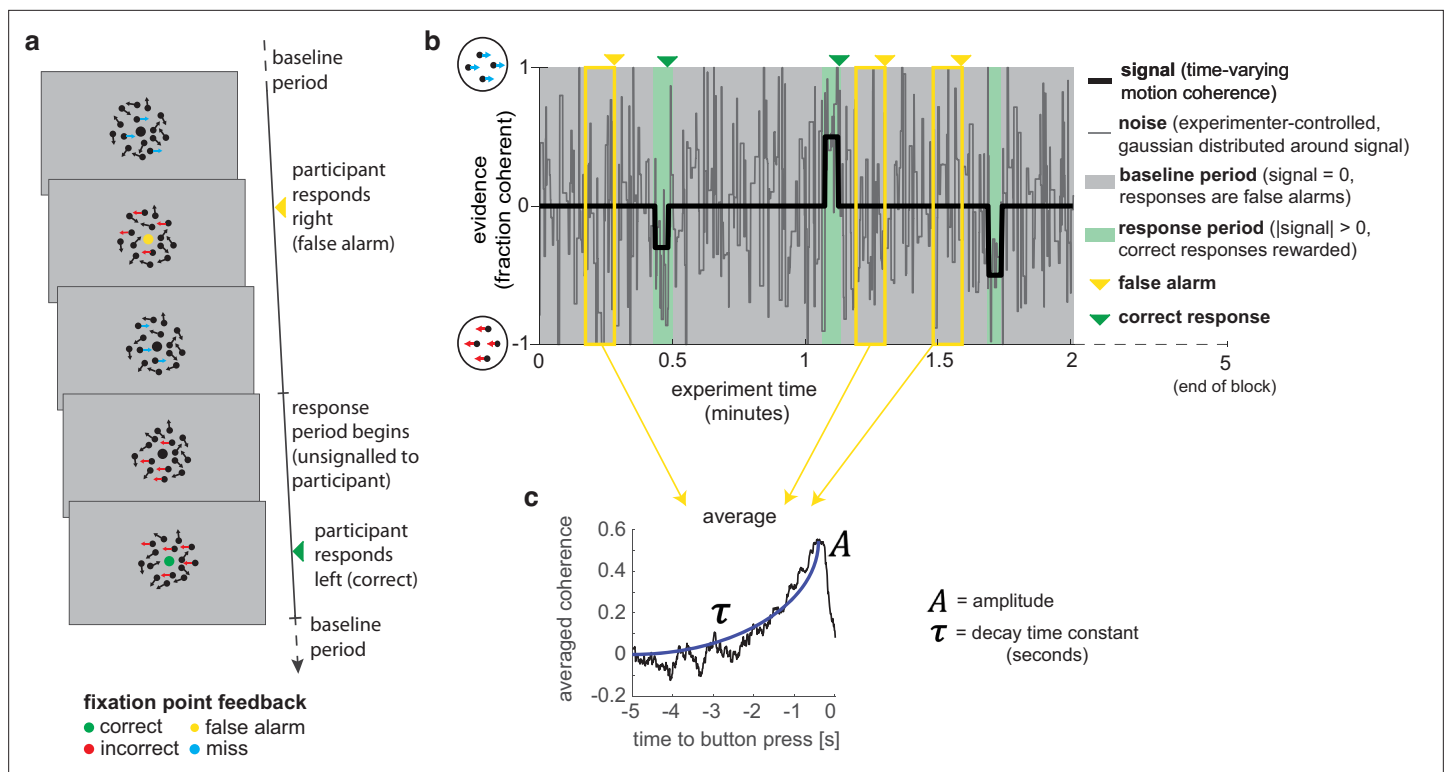 a
baseline
period
participant
responds
right
(false alarm)
response
period begins
(unsignalled to
participant)
participant
responds
left (correct)
baseline
period
fixation point feedback
correct
false alarm
incorrect
miss
b
evidence
(fraction coherent)
1
0
-1
0
0.5
1
1.5
2
5
(end of block)
experiment time
(minutes)
signal (time-varying
motion coherence)
noise (experimenter-controlled,
gaussian distributed around signal)
baseline period (signal = 0,
responses are false alarms)
response period (|signal| > 0,
correct responses rewarded)
false alarm
correct response
c
average
averaged coherence
0.6
0.4
0.2
0
-0.2
A
τ
-5
-4
-3
-2
-1
0
time to button press [s]
A = amplitude
τ = decay time constant
(seconds)